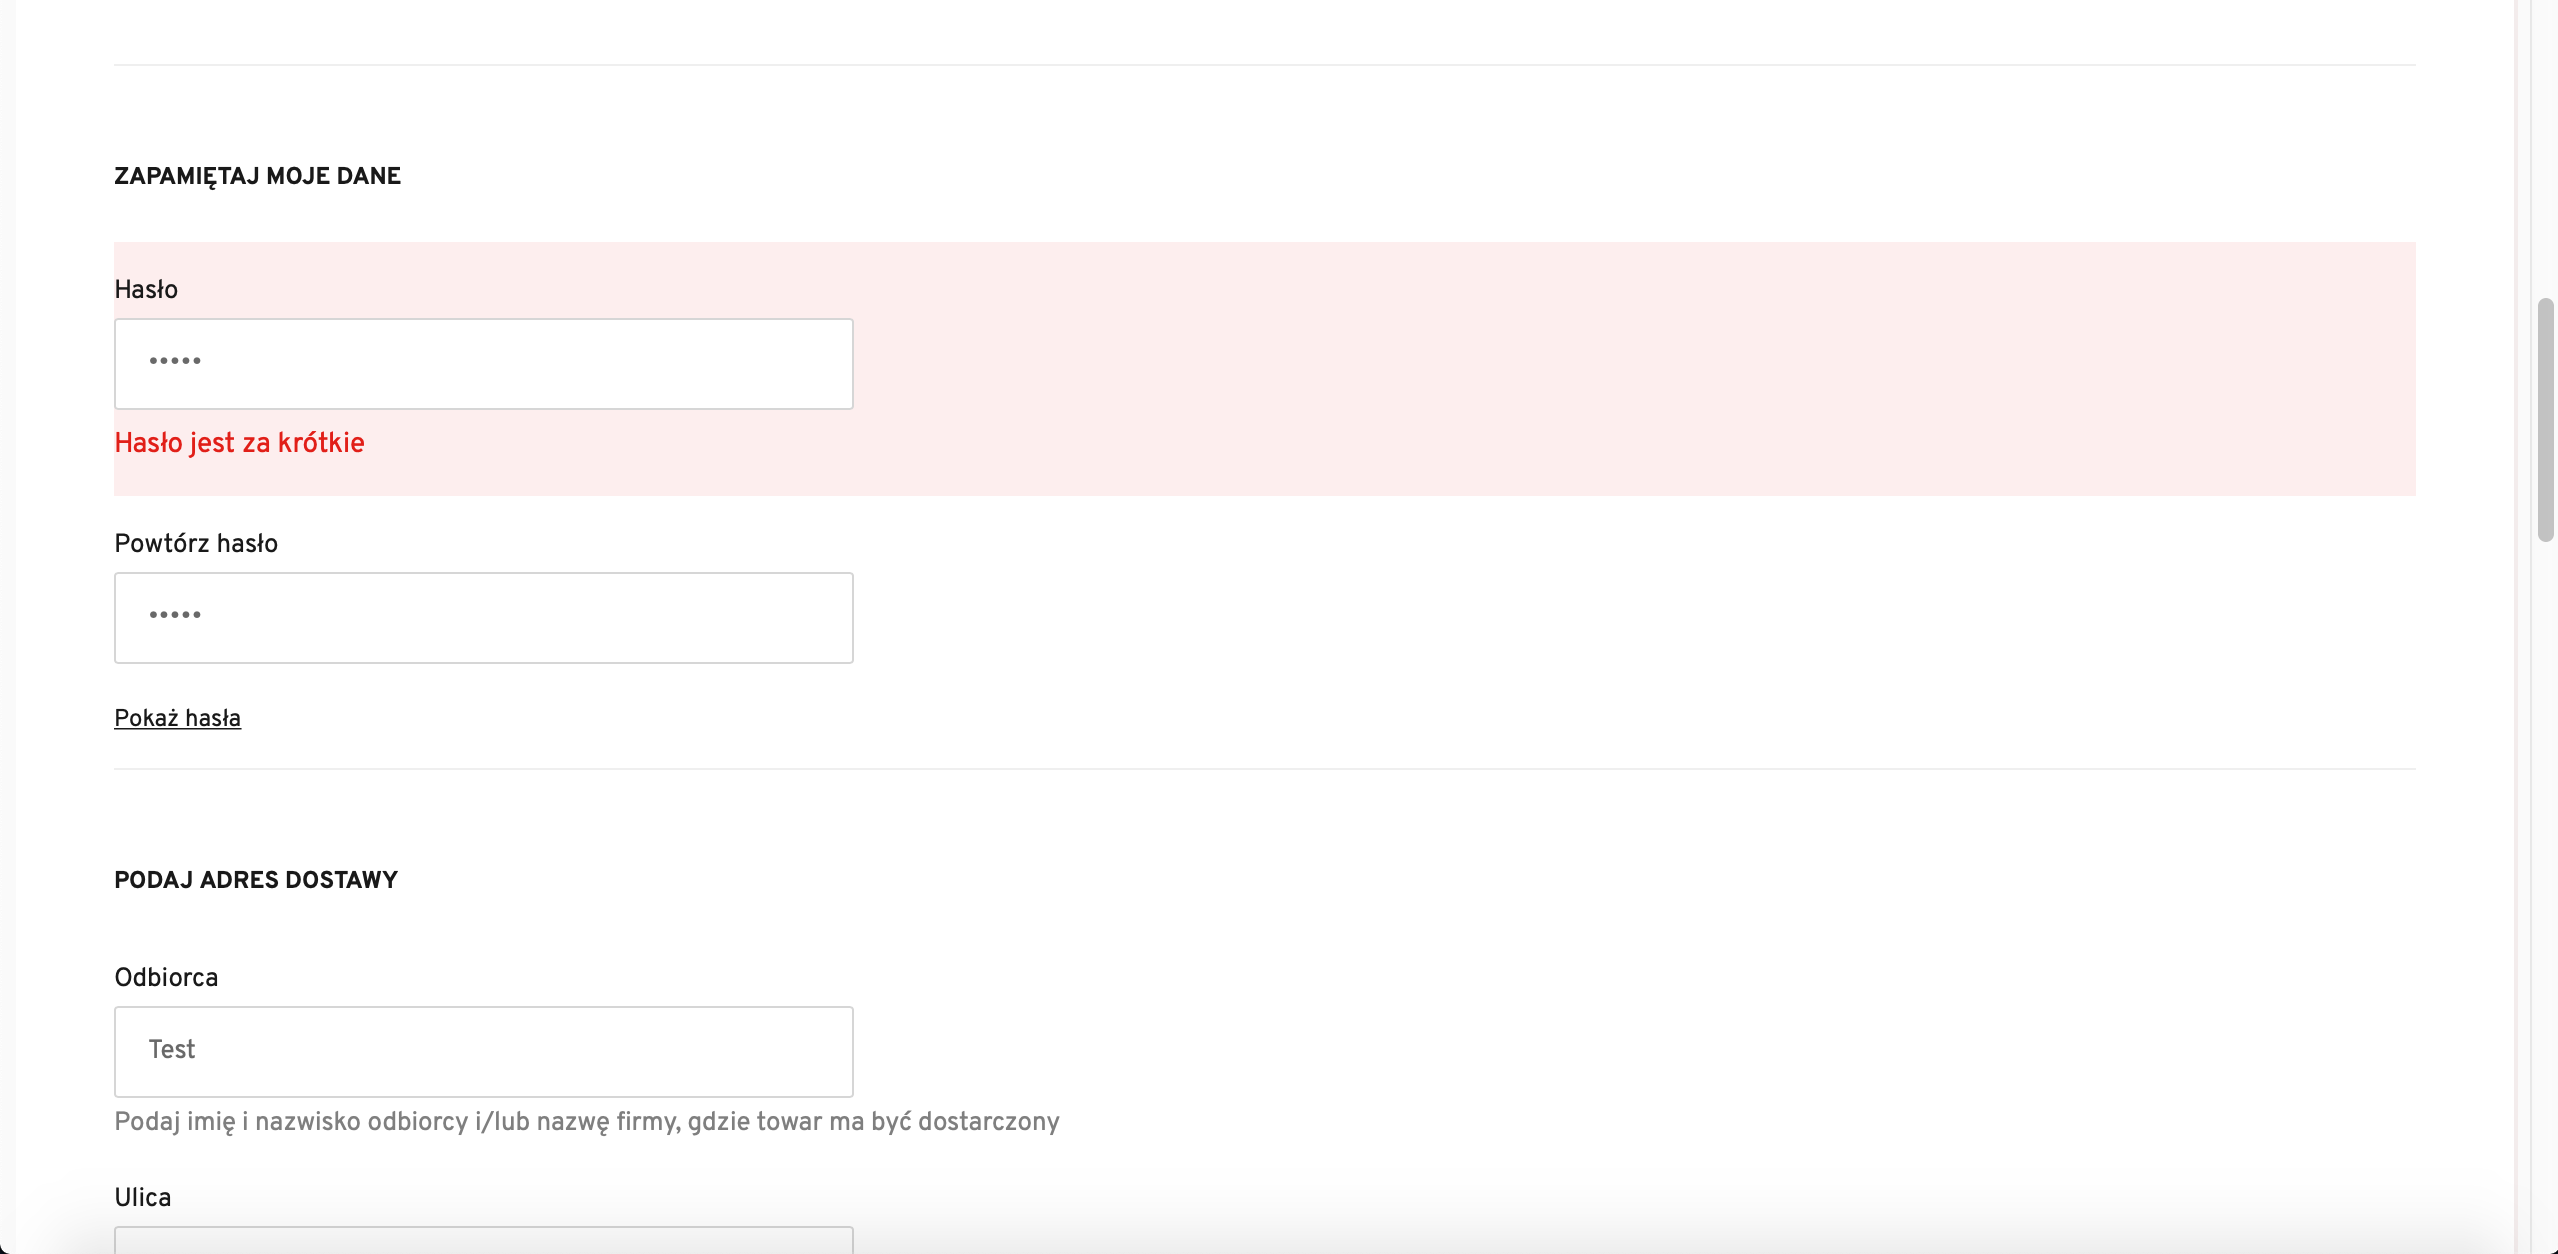 ZAPAMIĘTAJ MOJE DANE
Hasło
•••••
Hasło jest za krótkie
Powtórz hasło
•••••
Pokaż hasła
PODAJ ADRES DOSTAWY
Odbiorca
Test
Podaj imię i nazwisko odbiorcy i/lub nazwę firmy, gdzie towar ma być dostarczony
Ulica